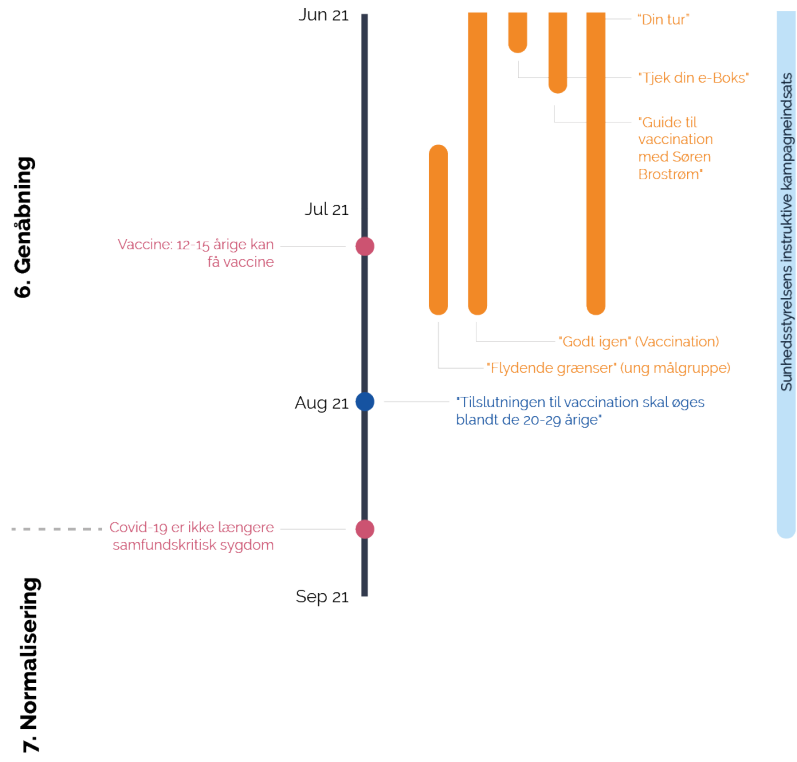 Jun 21
"Din tur"
"Tjek din e-Boks"
"Guide til
vaccination
med Søren
Brostrøm"
Sundhedsstyrelsens instruktive kampagneindsats
6. Genåbning
Jul 21
Vaccine: 12-15 årige kan
få vaccine
"Godt igen" (Vaccination)
"Flydende grænser" (ung målgruppe)
Aug 21
"Tilslutningen til vaccination skal øges
blandt de 20-29 årige"
Covid-19 er ikke længere
samfundskritisk sygdom
Sep 21
7. Normalisering